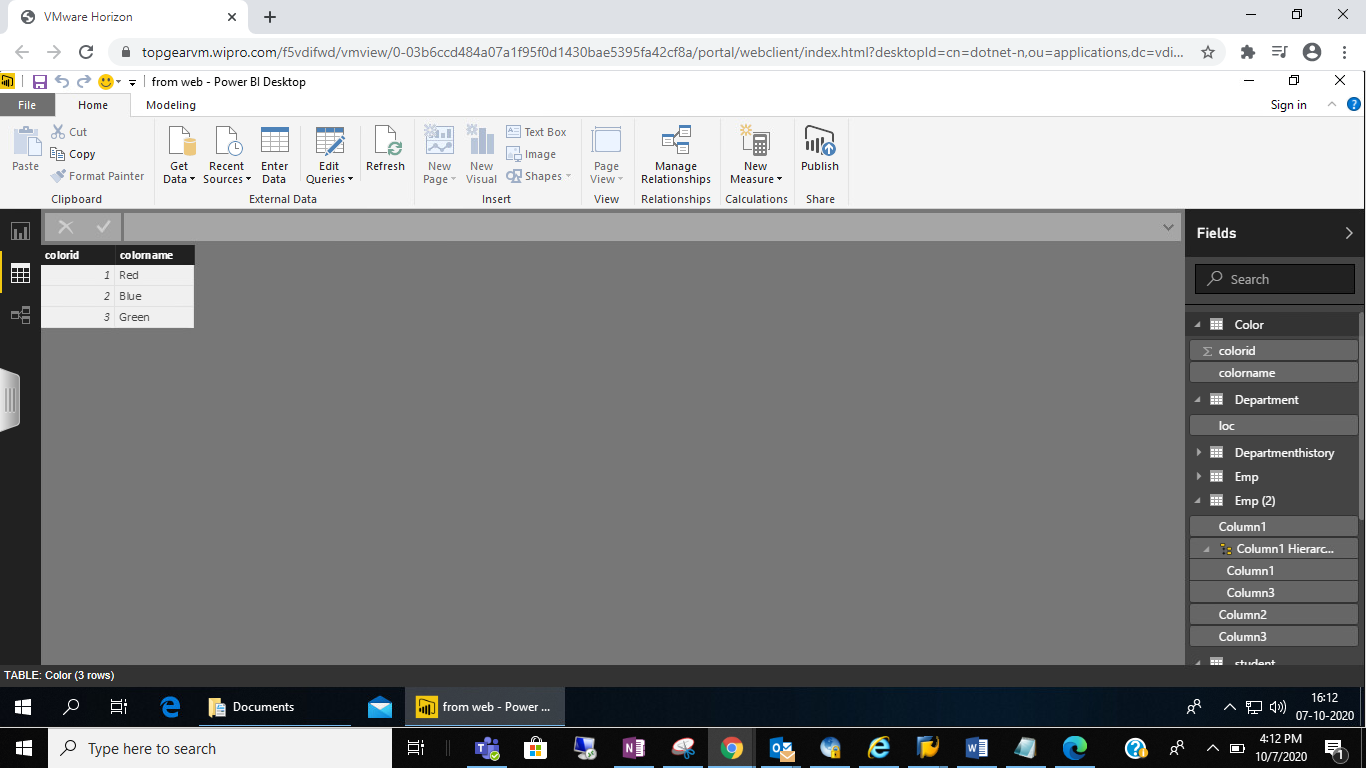 VMware Horizon
topgearvm.wipro.com/f5vdifwd/vmview/0-03b6ccd484a07a1f95f0d1430bae5395fa42cf8a/portal/webclient/index.html?desktopId=cn=dotnet-n,ou=applications,dc=vdi...
from web - Power BI Desktop
File Home Modeling Sign in
Paste
Cut
Copy
Format Painter
Clipboard
Get Data
Recent Sources
Enter Data
Edit Queries
Refresh
External Data
New Page
New Visual
Text Box
Image
Shapes
Insert
Page View
View
Manage Relationships
Relationships
New Measure
Calculations
Publish
Share
colorid colorname
1 Red
2 Blue
3 Green
Fields
Search
Color
colorid
colorname
Department
loc
Departmenthistory
Emp
Emp (2)
Column1
Column1 Hierarc...
Column1
Column3
Column2
Column3
student
TABLE: Color (3 rows)
Documents
from web - Power ...
16:12
07-10-2020
Type here to search
4:12 PM
10/7/2020
1